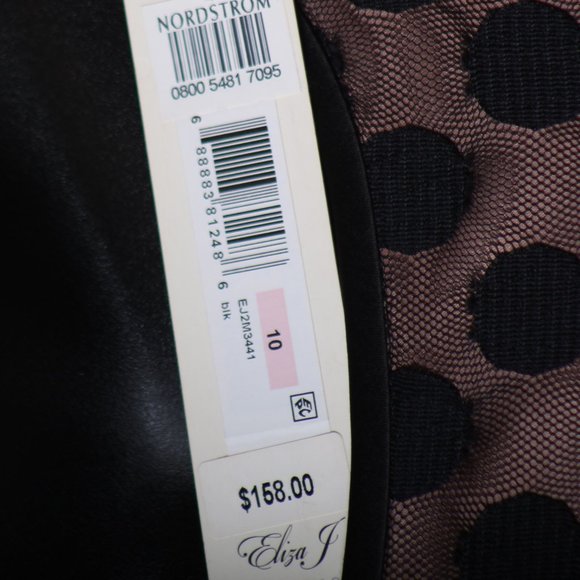 NORDSTROM
0800 5481 7095
6 88883 81248 6
EJ2M3441
blk
10
$158.00
Eliza J